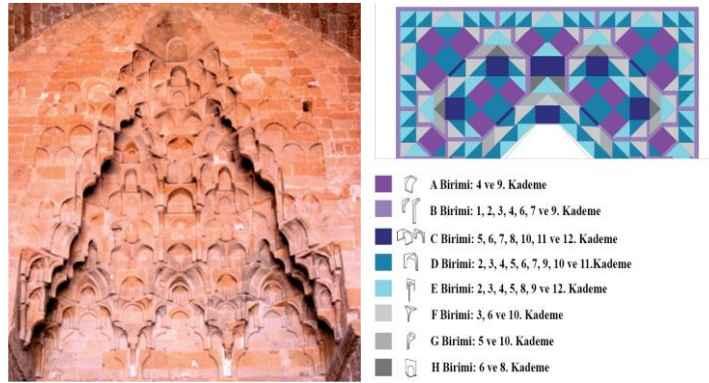 A Birimi: 4 ve 9. Kademe
B Birimi: 1, 2, 3, 4, 6, 7 ve 9. Kademe
C Birimi: 5, 6, 7, 8, 10, 11 ve 12. Kademe
D Birimi: 2, 3, 4, 5, 6, 7, 9, 10 ve 11.Kademe
E Birimi: 2, 3, 4, 5, 8, 9 ve 12. Kademe
F Birimi: 3, 6 ve 10. Kademe
G Birimi: 5 ve 10. Kademe
H Birimi: 6 ve 8. Kademe